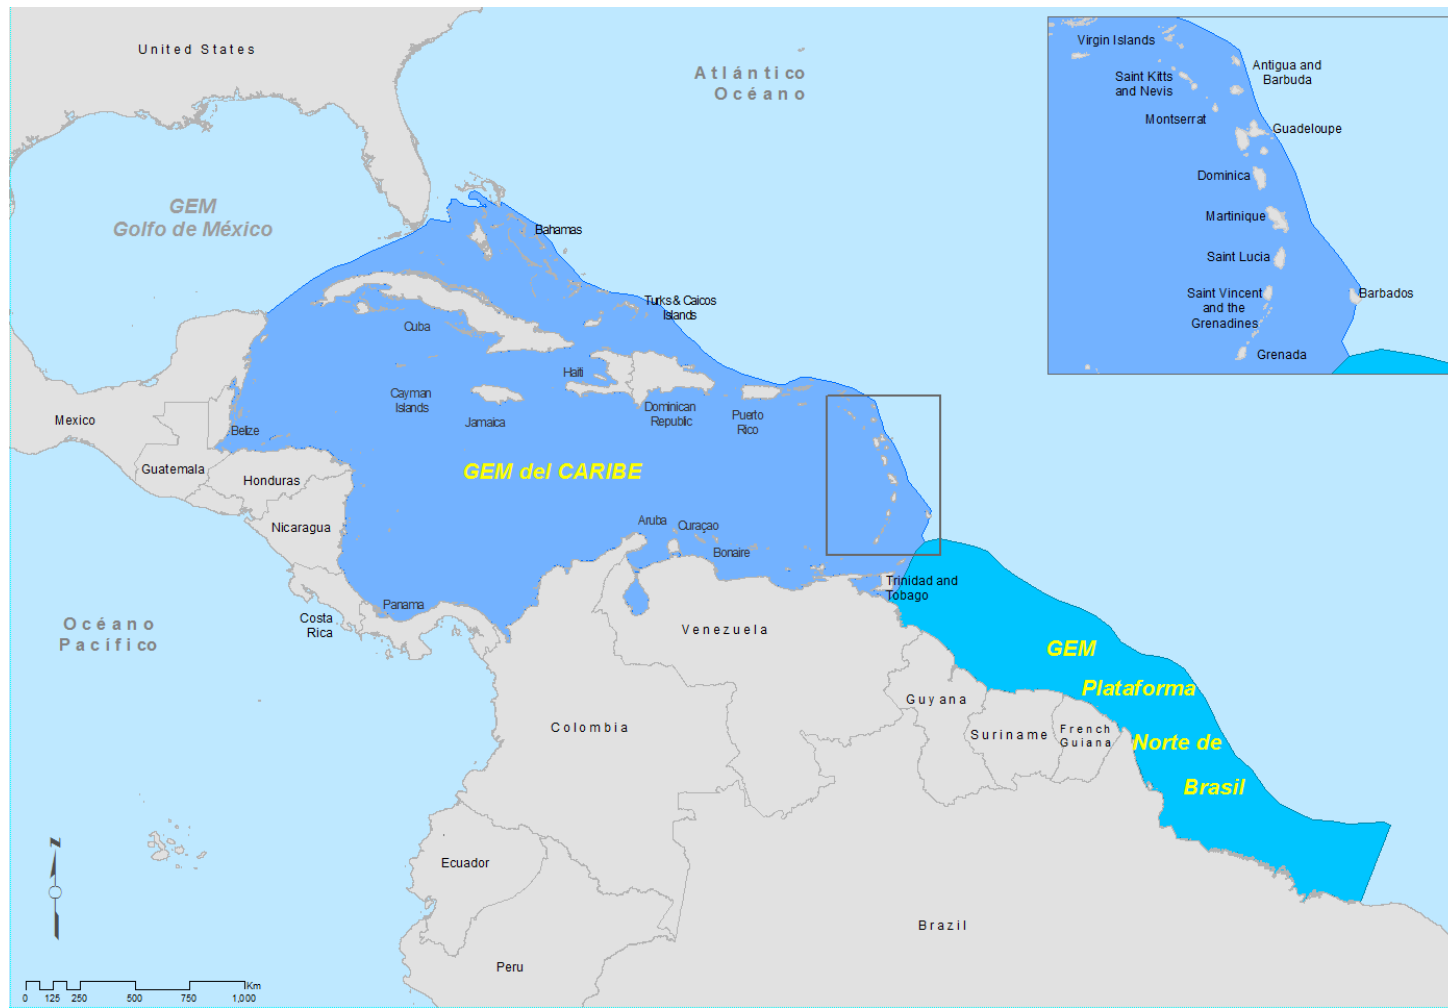 United States
Atlántico
Océano
GEM
Golfo de México
Bahamas
Turks & Caicos
Islands
Cuba
Haiti
Cayman
Islands
Jamaica
Dominican
Republic
Puerto
Rico
Mexico
Belize
Guatemala
Honduras
Nicaragua
GEM del CARIBE
Aruba
Curaçao
Bonaire
Trinidad and
Tobago
Panama
Costa
Rica
Océano
Pacífico
Venezuela
Colombia
Guyana
Suriname
French
Guiana
GEM
Plataforma
Norte de
Brasil
Ecuador
Peru
Brazil
N
Km
0 125 250 500 750 1,000
Virgin Islands
Antigua and
Barbuda
Saint Kitts
and Nevis
Montserrat
Guadeloupe
Dominica
Martinique
Saint Lucia
Saint Vincent
and the
Grenadines
Barbados
Grenada